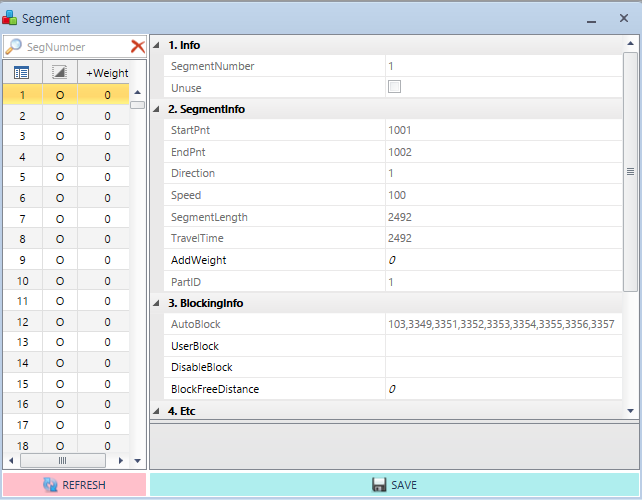 Segment
SegNumber
+Weight
1 O 0
2 O 0
3 O 0
4 O 0
5 O 0
6 O 0
7 O 0
8 O 0
9 O 0
10 O 0
11 O 0
12 O 0
13 O 0
14 O 0
15 O 0
16 O 0
17 O 0
18 O 0
REFRESH
1. Info
SegmentNumber 1
Unuse
2. SegmentInfo
StartPnt 1001
EndPnt 1002
Direction 1
Speed 100
SegmentLength 2492
TravelTime 2492
AddWeight 0
PartID 1
3. BlockingInfo
AutoBlock 103,3349,3351,3352,3353,3354,3355,3356,3357
UserBlock
DisableBlock
BlockFreeDistance 0
4. Etc
SAVE